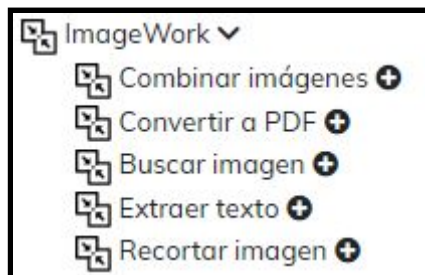 ImageWork
Combinar imágenes
Convertir a PDF
Buscar imagen
Extraer texto
Recortar imagen